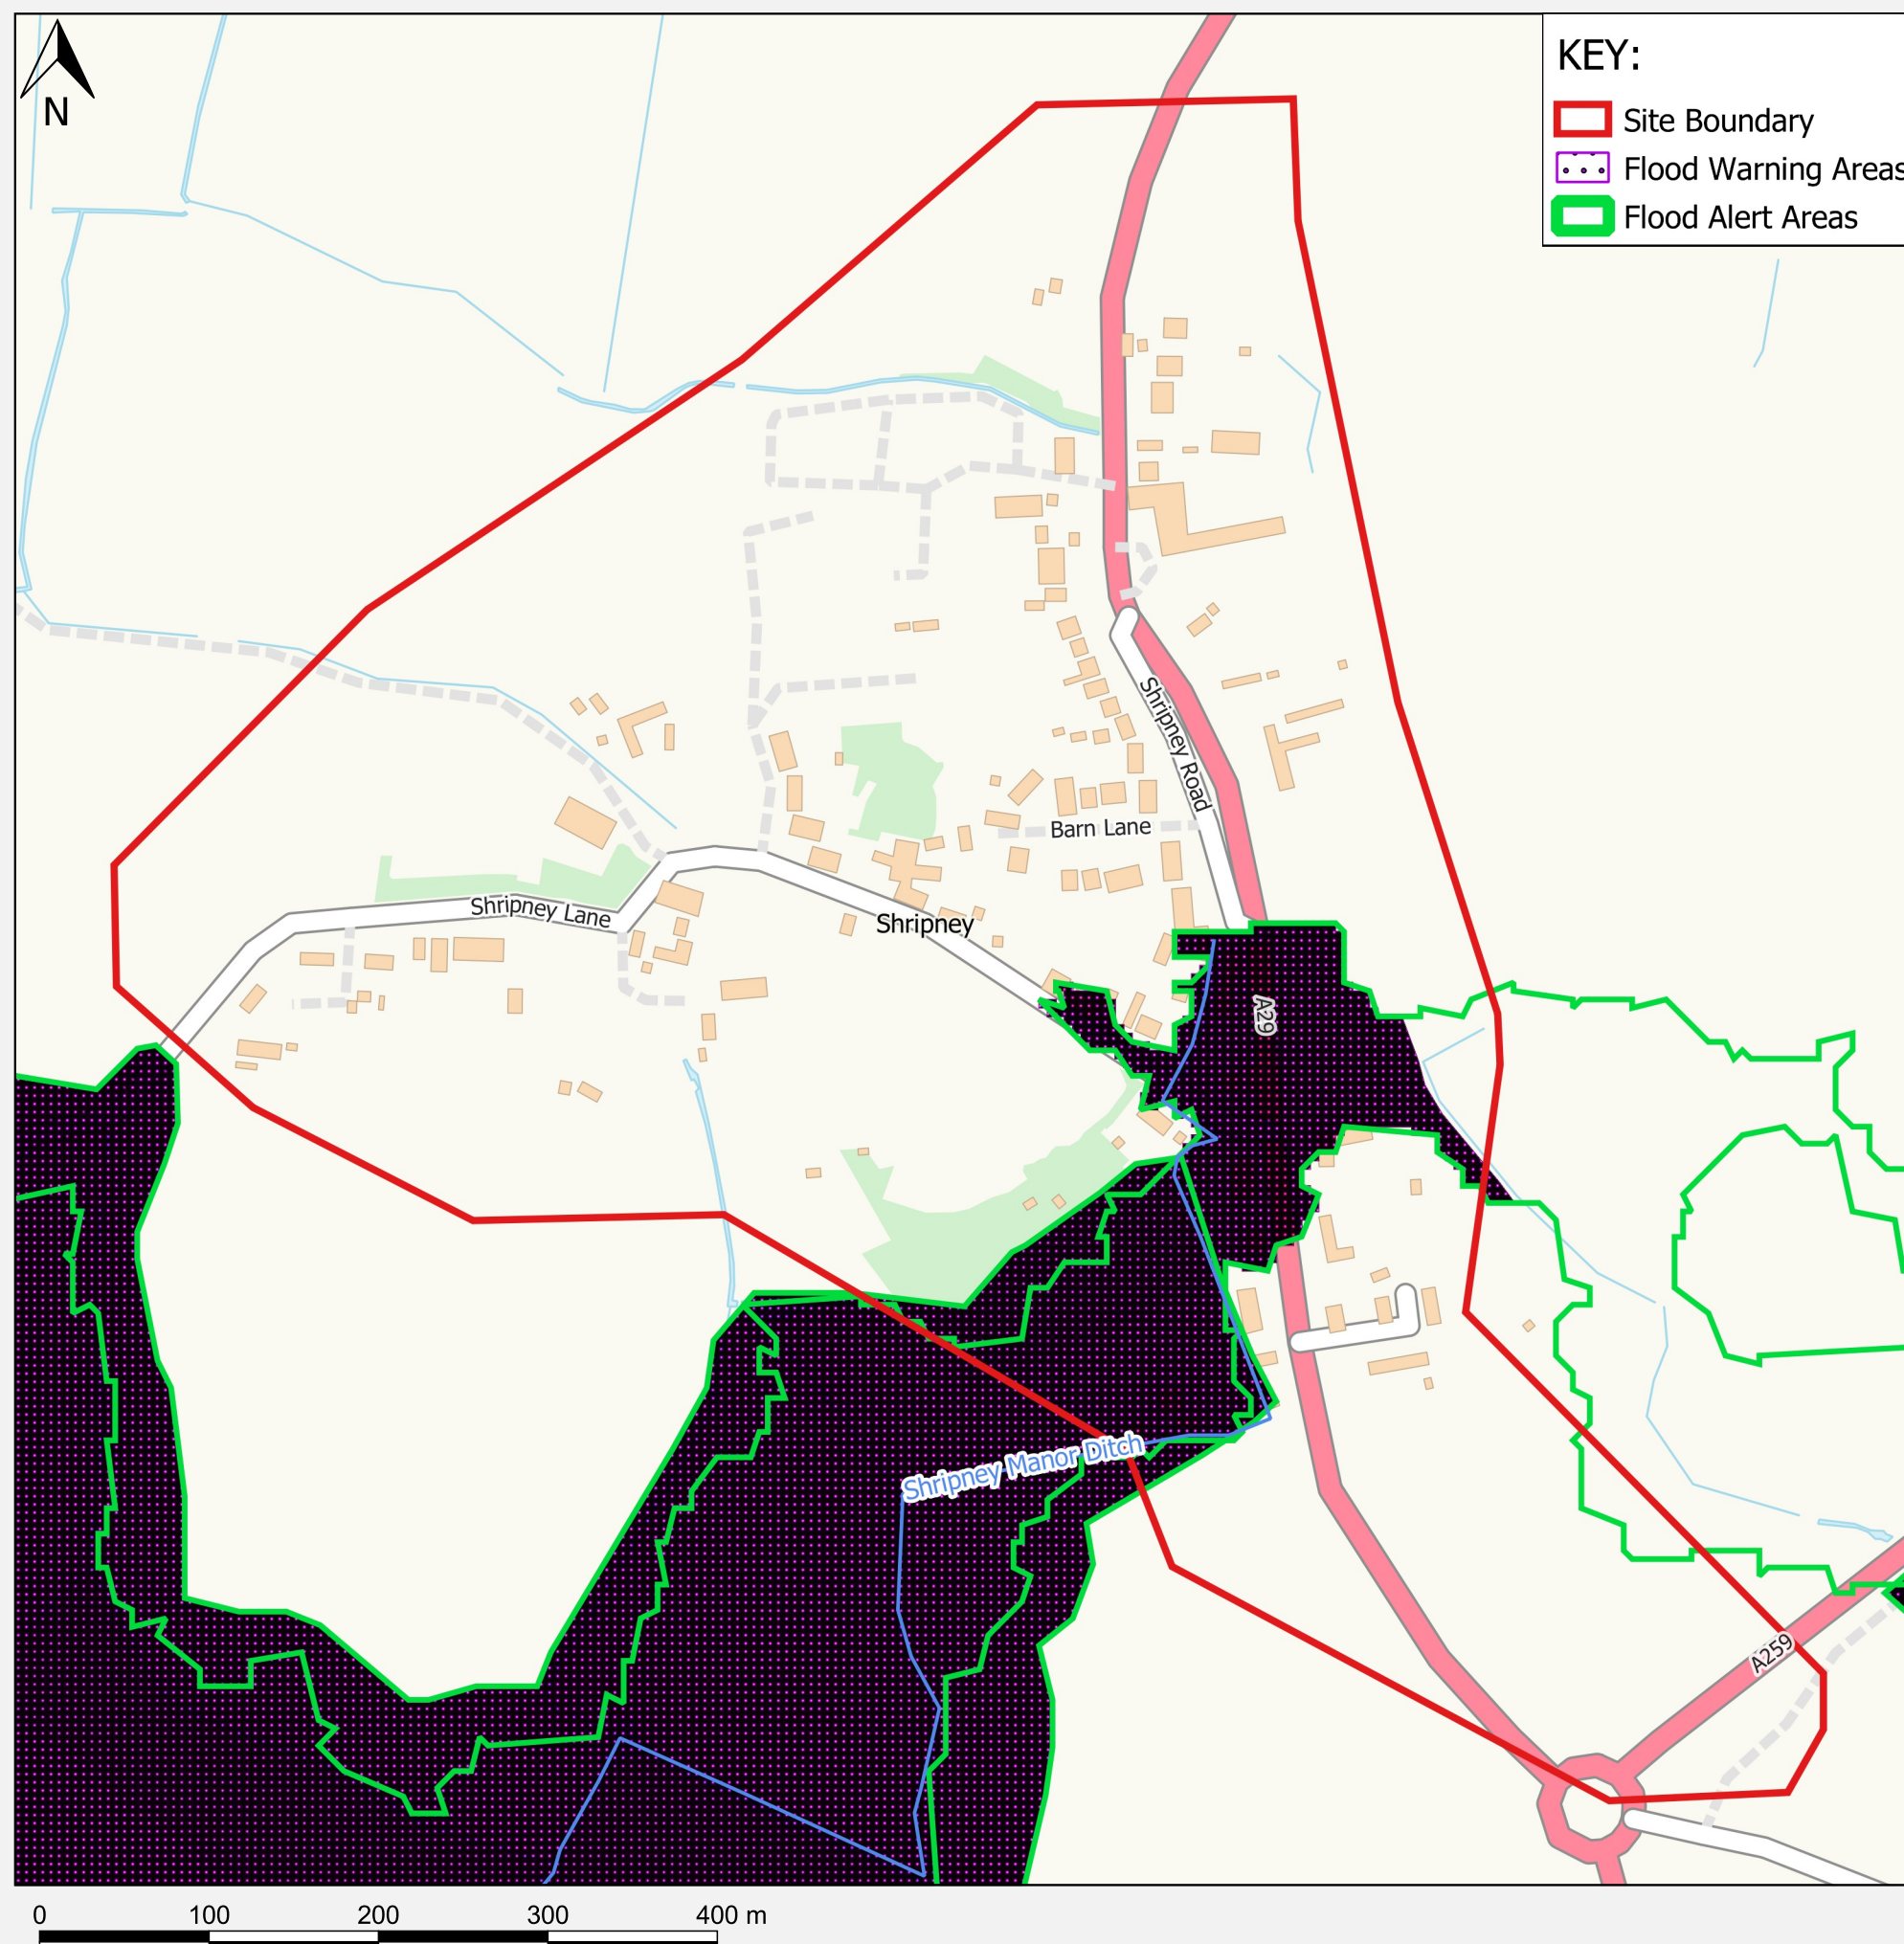 N
KEY:
Site Boundary
Flood Warning Areas
Flood Alert Areas
Shripney Road
Barn Lane
Shripney Lane
Shripney
A29
Shripney Manor Ditch
A259
0 100 200 300 400 m